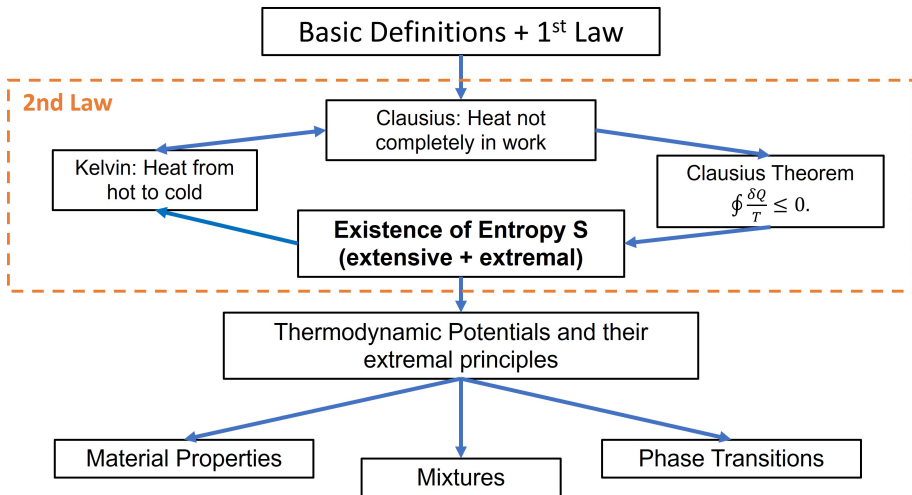 Basic Definitions + 1st Law
2nd Law
Clausius: Heat not
completely in work
Kelvin: Heat from
hot to cold
Clausius Theorem
∮ δQ/T ≤ 0.
Existence of Entropy S
(extensive + extremal)
Thermodynamic Potentials and their
extremal principles
Material Properties
Mixtures
Phase Transitions